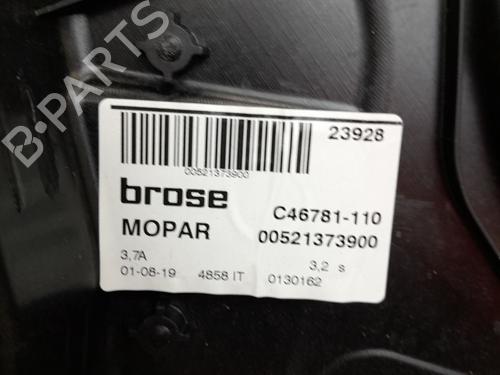 B-PARTS
23928
00521373900
brose
C46781-110
MOPAR 00521373900
3,7A 3,2 s
01-08-19 4858 IT 0130162